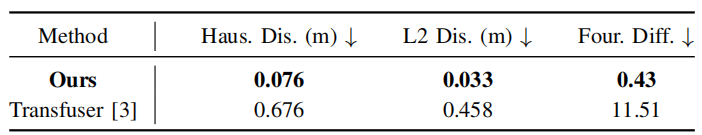 Method Haus. Dis. (m) ↓ L2 Dis. (m) ↓ Four. Diff. ↓
Ours 0.076 0.033 0.43
Transfuser [3] 0.676 0.458 11.51